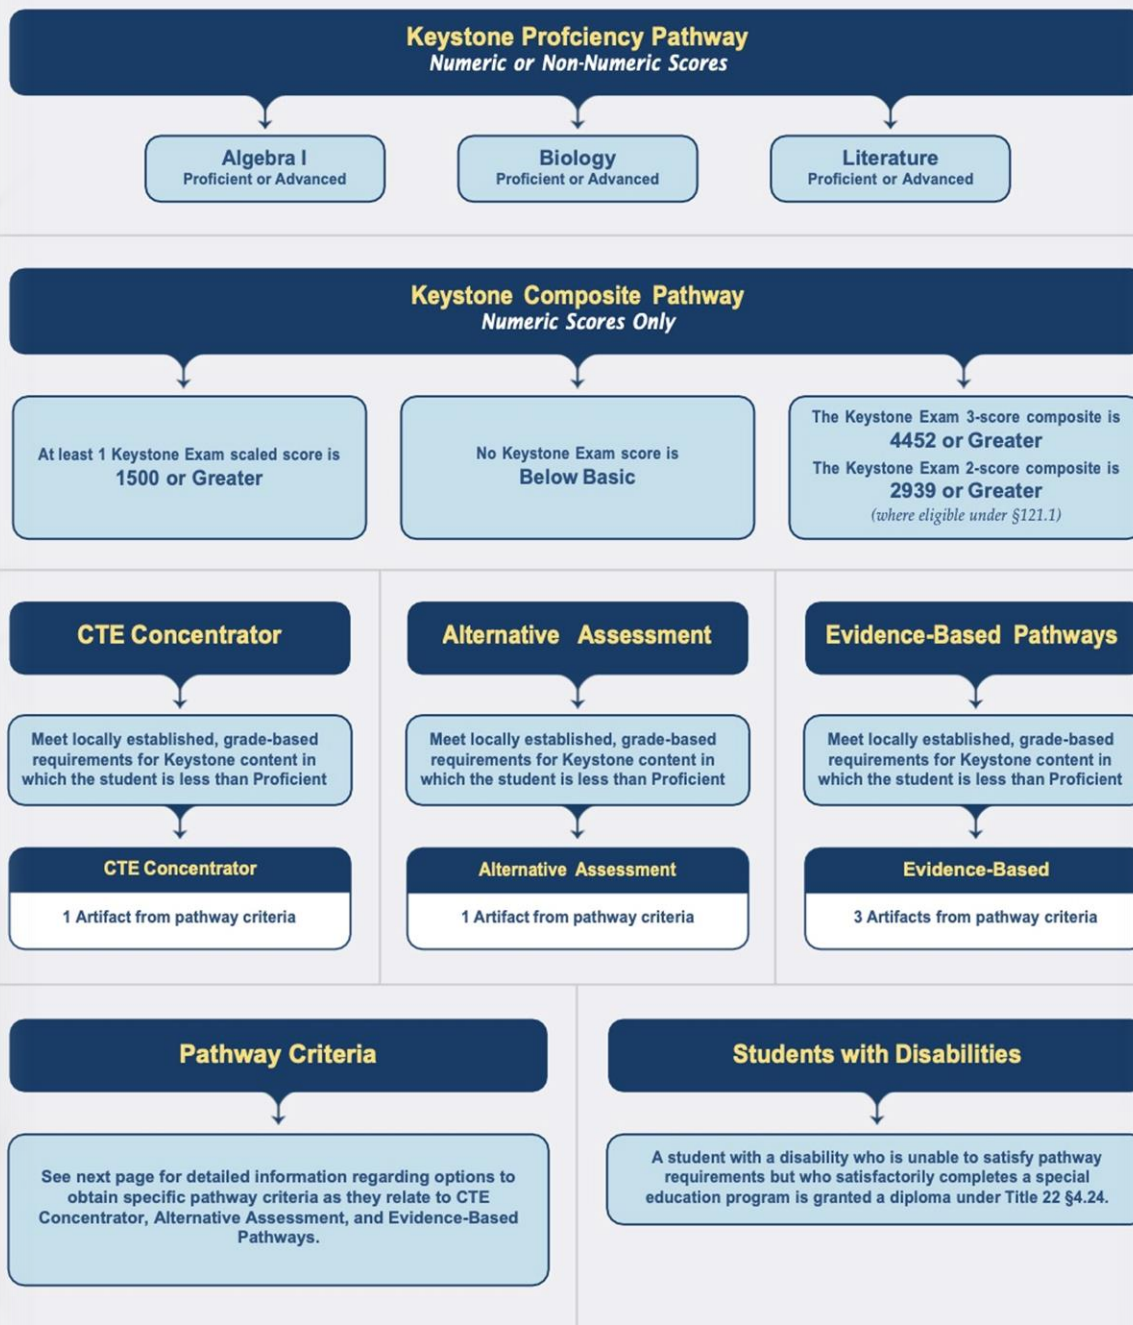 Keystone Profciency Pathway
Numeric or Non-Numeric Scores
Algebra I
Proficient or Advanced
Biology
Proficient or Advanced
Literature
Proficient or Advanced
Keystone Composite Pathway
Numeric Scores Only
At least 1 Keystone Exam scaled score is
1500 or Greater
No Keystone Exam score is
Below Basic
The Keystone Exam 3-score composite is
4452 or Greater
The Keystone Exam 2-score composite is
2939 or Greater
(where eligible under §121.1)
CTE Concentrator
Meet locally established, grade-based
requirements for Keystone content in
which the student is less than Proficient
CTE Concentrator
1 Artifact from pathway criteria
Alternative Assessment
Meet locally established, grade-based
requirements for Keystone content in
which the student is less than Proficient
Alternative Assessment
1 Artifact from pathway criteria
Evidence-Based Pathways
Meet locally established, grade-based
requirements for Keystone content in
which the student is less than Proficient
Evidence-Based
3 Artifacts from pathway criteria
Pathway Criteria
See next page for detailed information regarding options to
obtain specific pathway criteria as they relate to CTE
Concentrator, Alternative Assessment, and Evidence-Based
Pathways.
Students with Disabilities
A student with a disability who is unable to satisfy pathway
requirements but who satisfactorily completes a special
education program is granted a diploma under Title 22 §4.24.